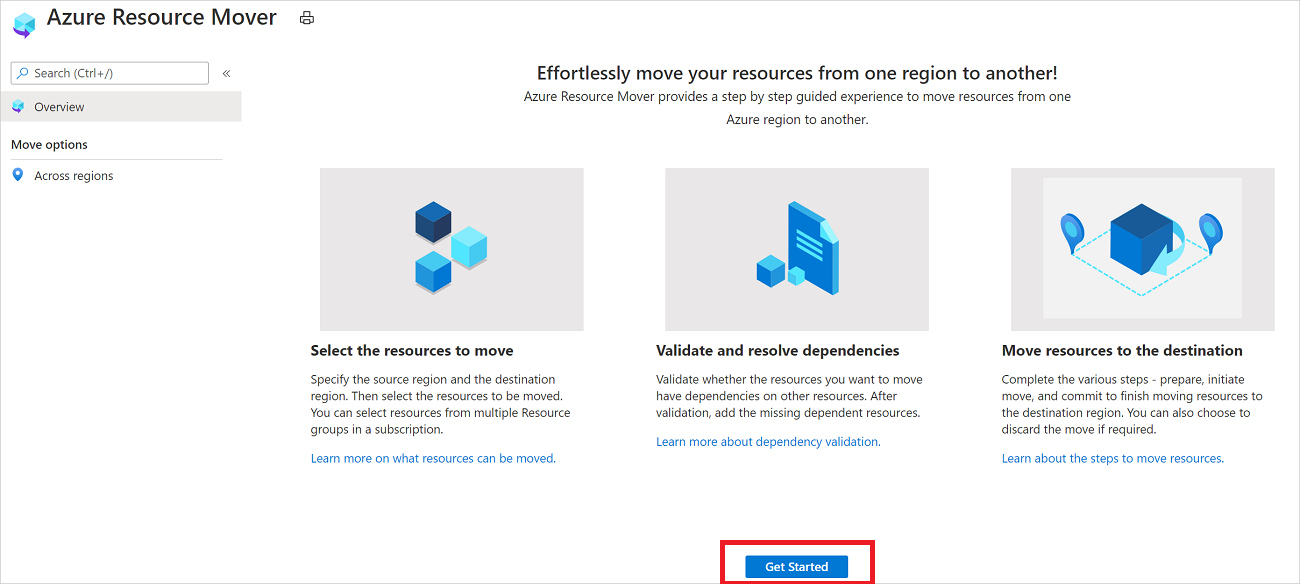 Azure Resource Mover
Search (Ctrl+/)
«
Overview
Move options
Across regions
Effortlessly move your resources from one region to another!
Azure Resource Mover provides a step by step guided experience to move resources from one
Azure region to another.
Select the resources to move
Specify the source region and the destination
region. Then select the resources to be moved.
You can select resources from multiple Resource
groups in a subscription.
Learn more on what resources can be moved.
Validate and resolve dependencies
Validate whether the resources you want to move
have dependencies on other resources. After
validation, add the missing dependent resources.
Learn more about dependency validation.
Move resources to the destination
Complete the various steps - prepare, initiate
move, and commit to finish moving resources to
the destination region. You can also choose to
discard the move if required.
Learn about the steps to move resources.
Get Started